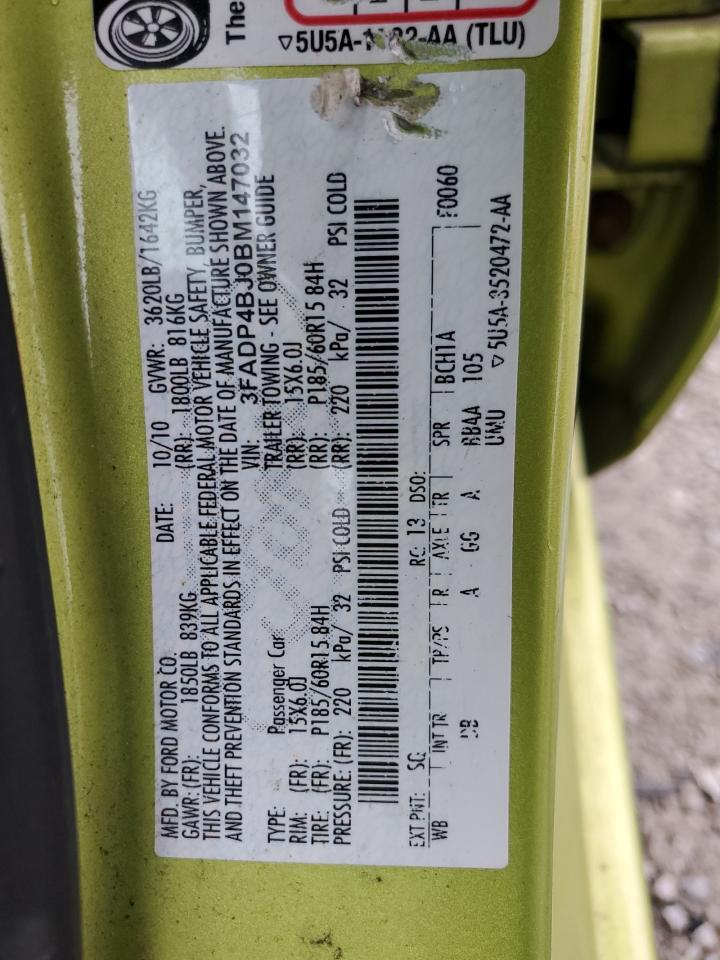 The
▽5U5A-1532-AA (TLU)
MFD. BY FORD MOTOR CO. DATE: 10/10 GVWR: 3620LB/1642KG
GAWR: (FR): 1850LB 839KG (RR): 1800LB 816KG
THIS VEHICLE CONFORMS TO ALL APPLICABLE FEDERAL MOTOR VEHICLE SAFETY, BUMPER,
AND THEFT PREVENTION STANDARDS IN EFFECT ON THE DATE OF MANUFACTURE SHOWN ABOVE.
VIN: 3FADP4BJ0BM147032
TYPE: Passenger Car TRAILER TOWING - SEE OWNER GUIDE
RIM: (FR): 15X6.0J (RR): 15X6.0J
TIRE: (FR): P185/60R15 84H (RR): P185/60R15 84H
PRESSURE: (FR): 220 kPa/ 32 PSI COLD (RR): 220 kPa/ 32 PSI COLD
EXT PNT: SG RC: 13 DSO: F0060
WB INT TR TP/PS R AXLE TR SPR BCH1A
DB A GG A BB4A 105
UMU
▽5U5A-3520472-AA